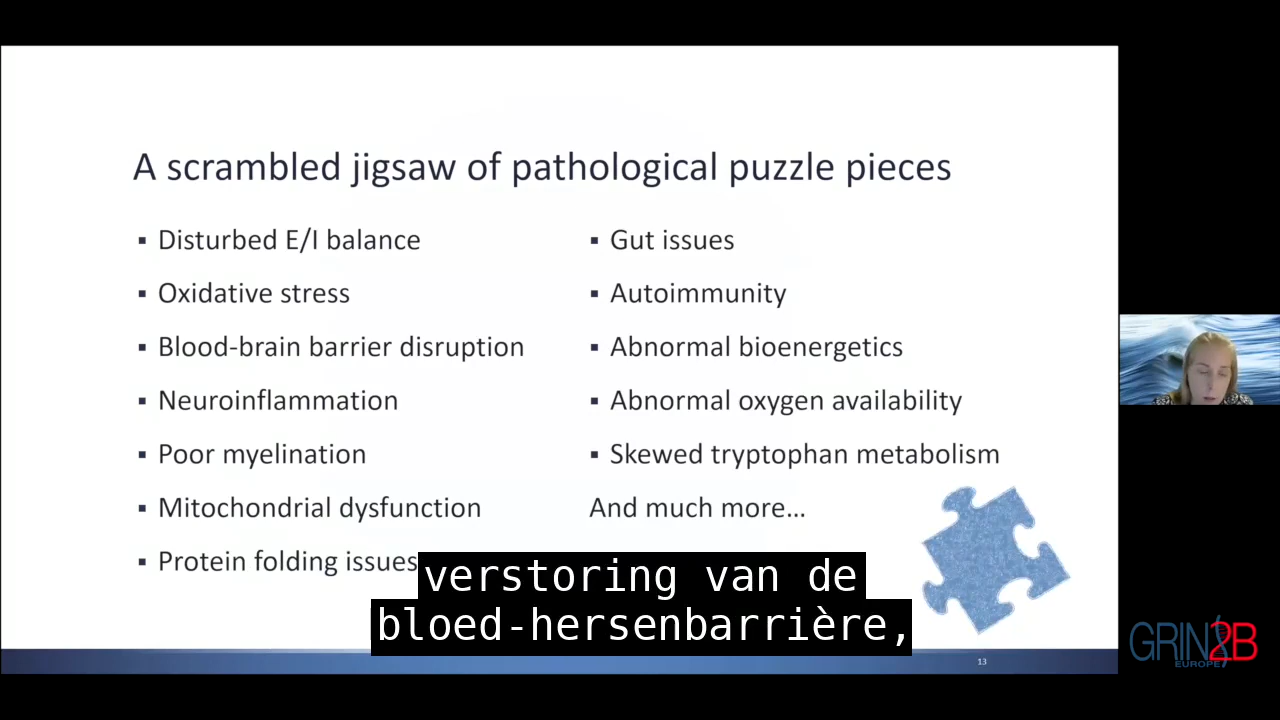 A scrambled jigsaw of pathological puzzle pieces
▪ Disturbed E/I balance
▪ Oxidative stress
▪ Blood-brain barrier disruption
▪ Neuroinflammation
▪ Poor myelination
▪ Mitochondrial dysfunction
▪ Protein folding issues
▪ Gut issues
▪ Autoimmunity
▪ Abnormal bioenergetics
▪ Abnormal oxygen availability
▪ Skewed tryptophan metabolism
And much more…
verstoring van de
bloed-hersenbarrière,
13
GRIN2B
EUROPE